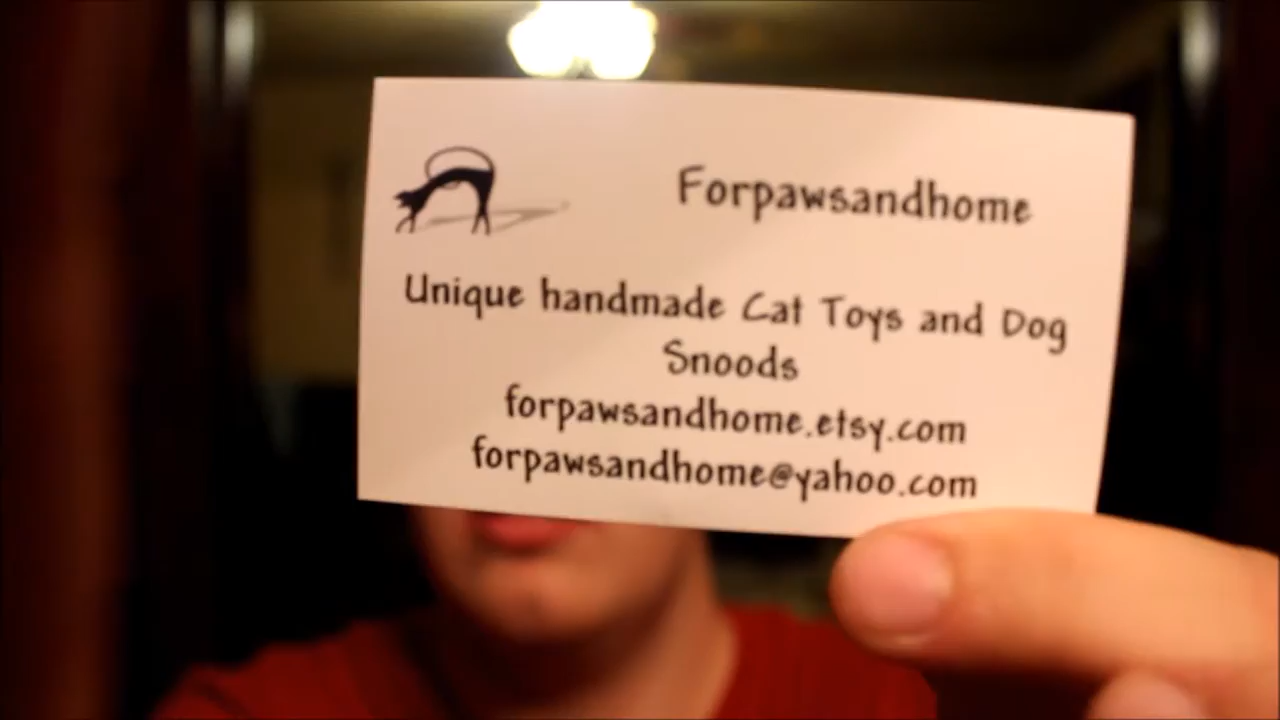 Forpawsandhome
Unique handmade Cat Toys and Dog
Snoods
forpawsandhome.etsy.com
forpawsandhome@yahoo.com